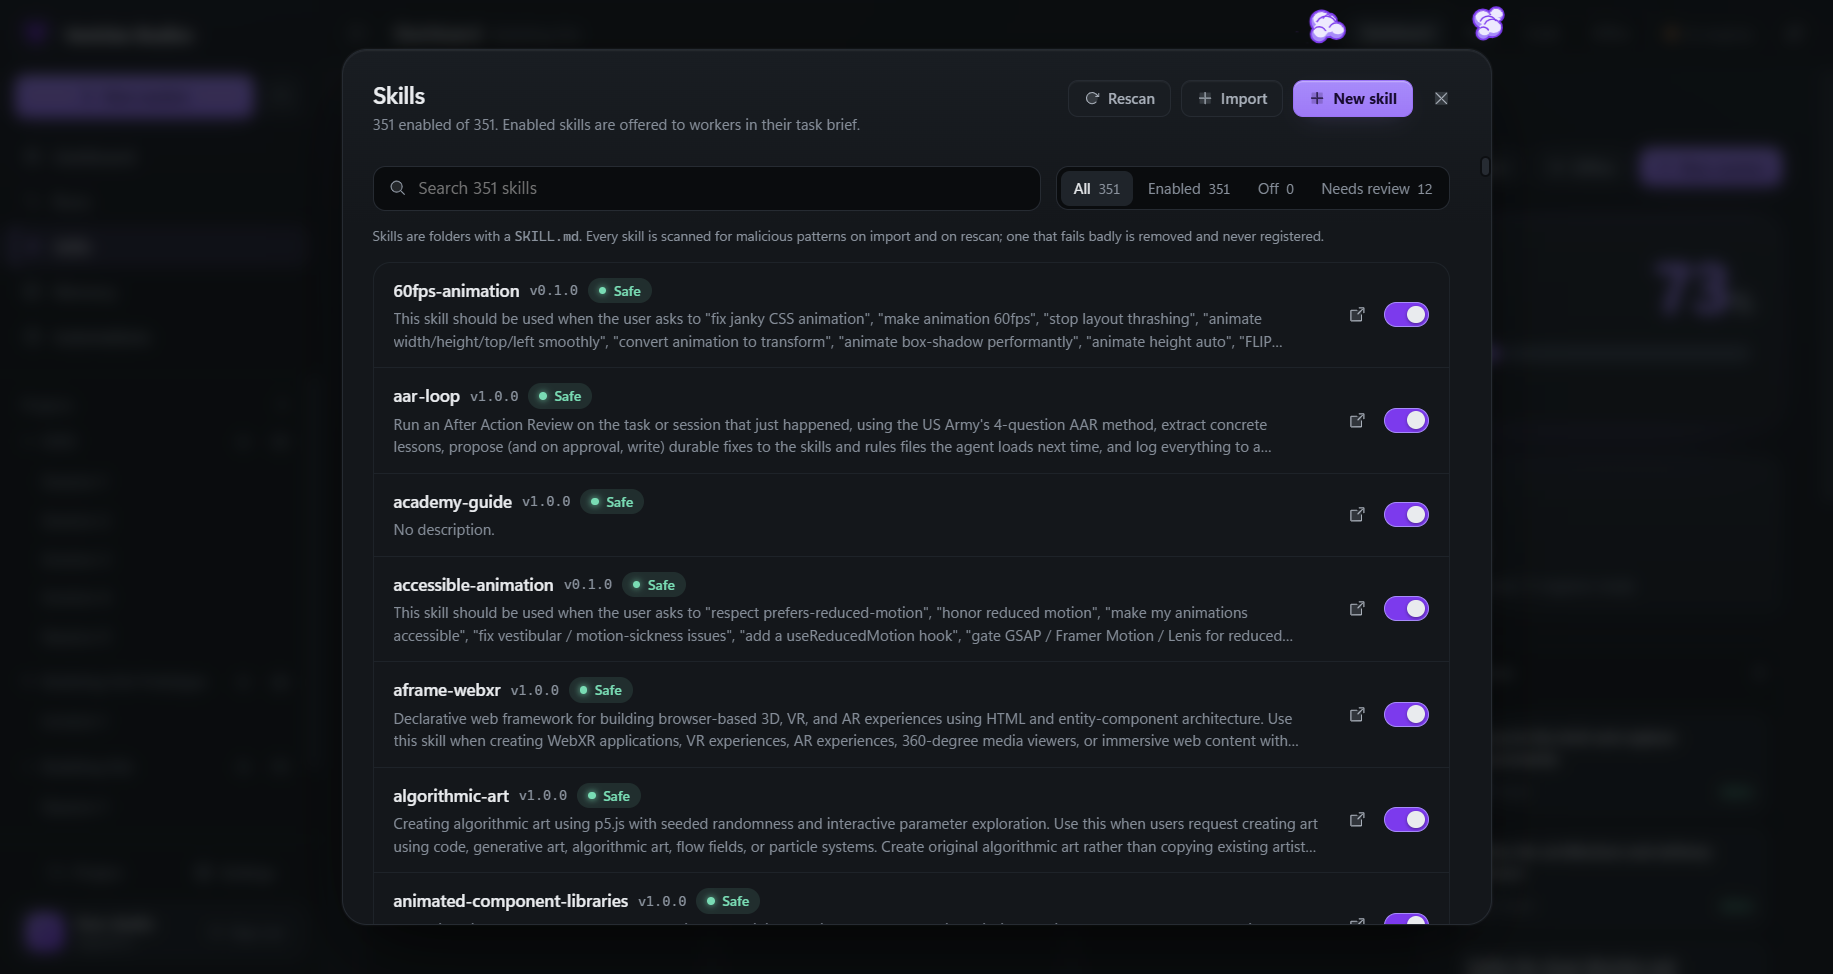 Skills
Rescan
Import
New skill
351 enabled of 351. Enabled skills are offered to workers in their task brief.
Search 351 skills
All 351
Enabled 351
Off 0
Needs review 12
Skills are folders with a SKILL.md. Every skill is scanned for malicious patterns on import and on rescan; one that fails badly is removed and never registered.
60fps-animation v0.1.0 Safe
This skill should be used when the user asks to "fix janky CSS animation", "make animation 60fps", "stop layout thrashing", "animate
width/height/top/left smoothly", "convert animation to transform", "animate box-shadow performantly", "animate height auto", "FLIP...
aar-loop v1.0.0 Safe
Run an After Action Review on the task or session that just happened, using the US Army's 4-question AAR method, extract concrete
lessons, propose (and on approval, write) durable fixes to the skills and rules files the agent loads next time, and log everything to a...
academy-guide v1.0.0 Safe
No description.
accessible-animation v0.1.0 Safe
This skill should be used when the user asks to "respect prefers-reduced-motion", "honor reduced motion", "make my animations
accessible", "fix vestibular / motion-sickness issues", "add a useReducedMotion hook", "gate GSAP / Framer Motion / Lenis for reduced...
aframe-webxr v1.0.0 Safe
Declarative web framework for building browser-based 3D, VR, and AR experiences using HTML and entity-component architecture. Use
this skill when creating WebXR applications, VR experiences, AR experiences, 360-degree media viewers, or immersive web content with...
algorithmic-art v1.0.0 Safe
Creating algorithmic art using p5.js with seeded randomness and interactive parameter exploration. Use this when users request creating art
using code, generative art, algorithmic art, flow fields, or particle systems. Create original algorithmic art rather than copying existing artist...
animated-component-libraries v1.0.0 Safe
73